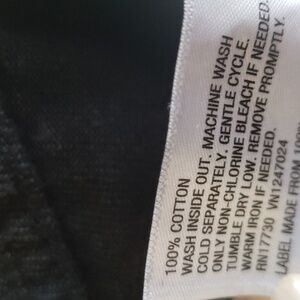 100% COTTON
WASH INSIDE OUT. MACHINE WASH
COLD SEPARATELY. GENTLE CYCLE.
ONLY NON-CHLORINE BLEACH IF NEEDED.
TUMBLE DRY LOW. REMOVE PROMPTLY.
WARM IRON IF NEEDED.
RN17730 VN1247024
LABEL MADE FROM 100%